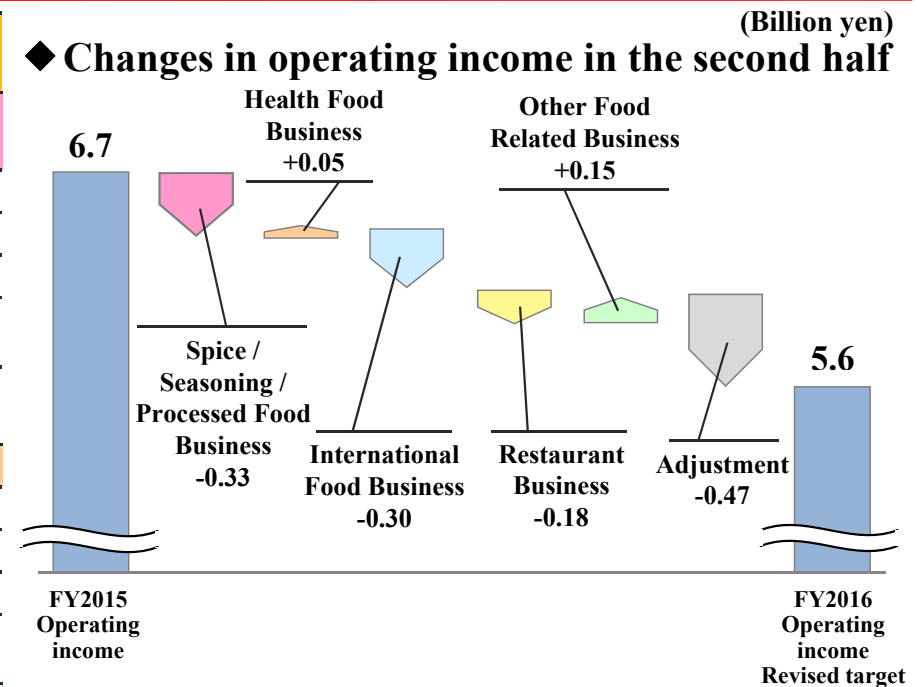 (Billion yen)
◆ Changes in operating income in the second half
6.7
Health Food
Business
+0.05
Other Food
Related Business
+0.15
Spice /
Seasoning /
Processed Food
Business
-0.33
International
Food Business
-0.30
Restaurant
Business
-0.18
Adjustment
-0.47
5.6
FY2015
Operating
income
FY2016
Operating
income
Revised target